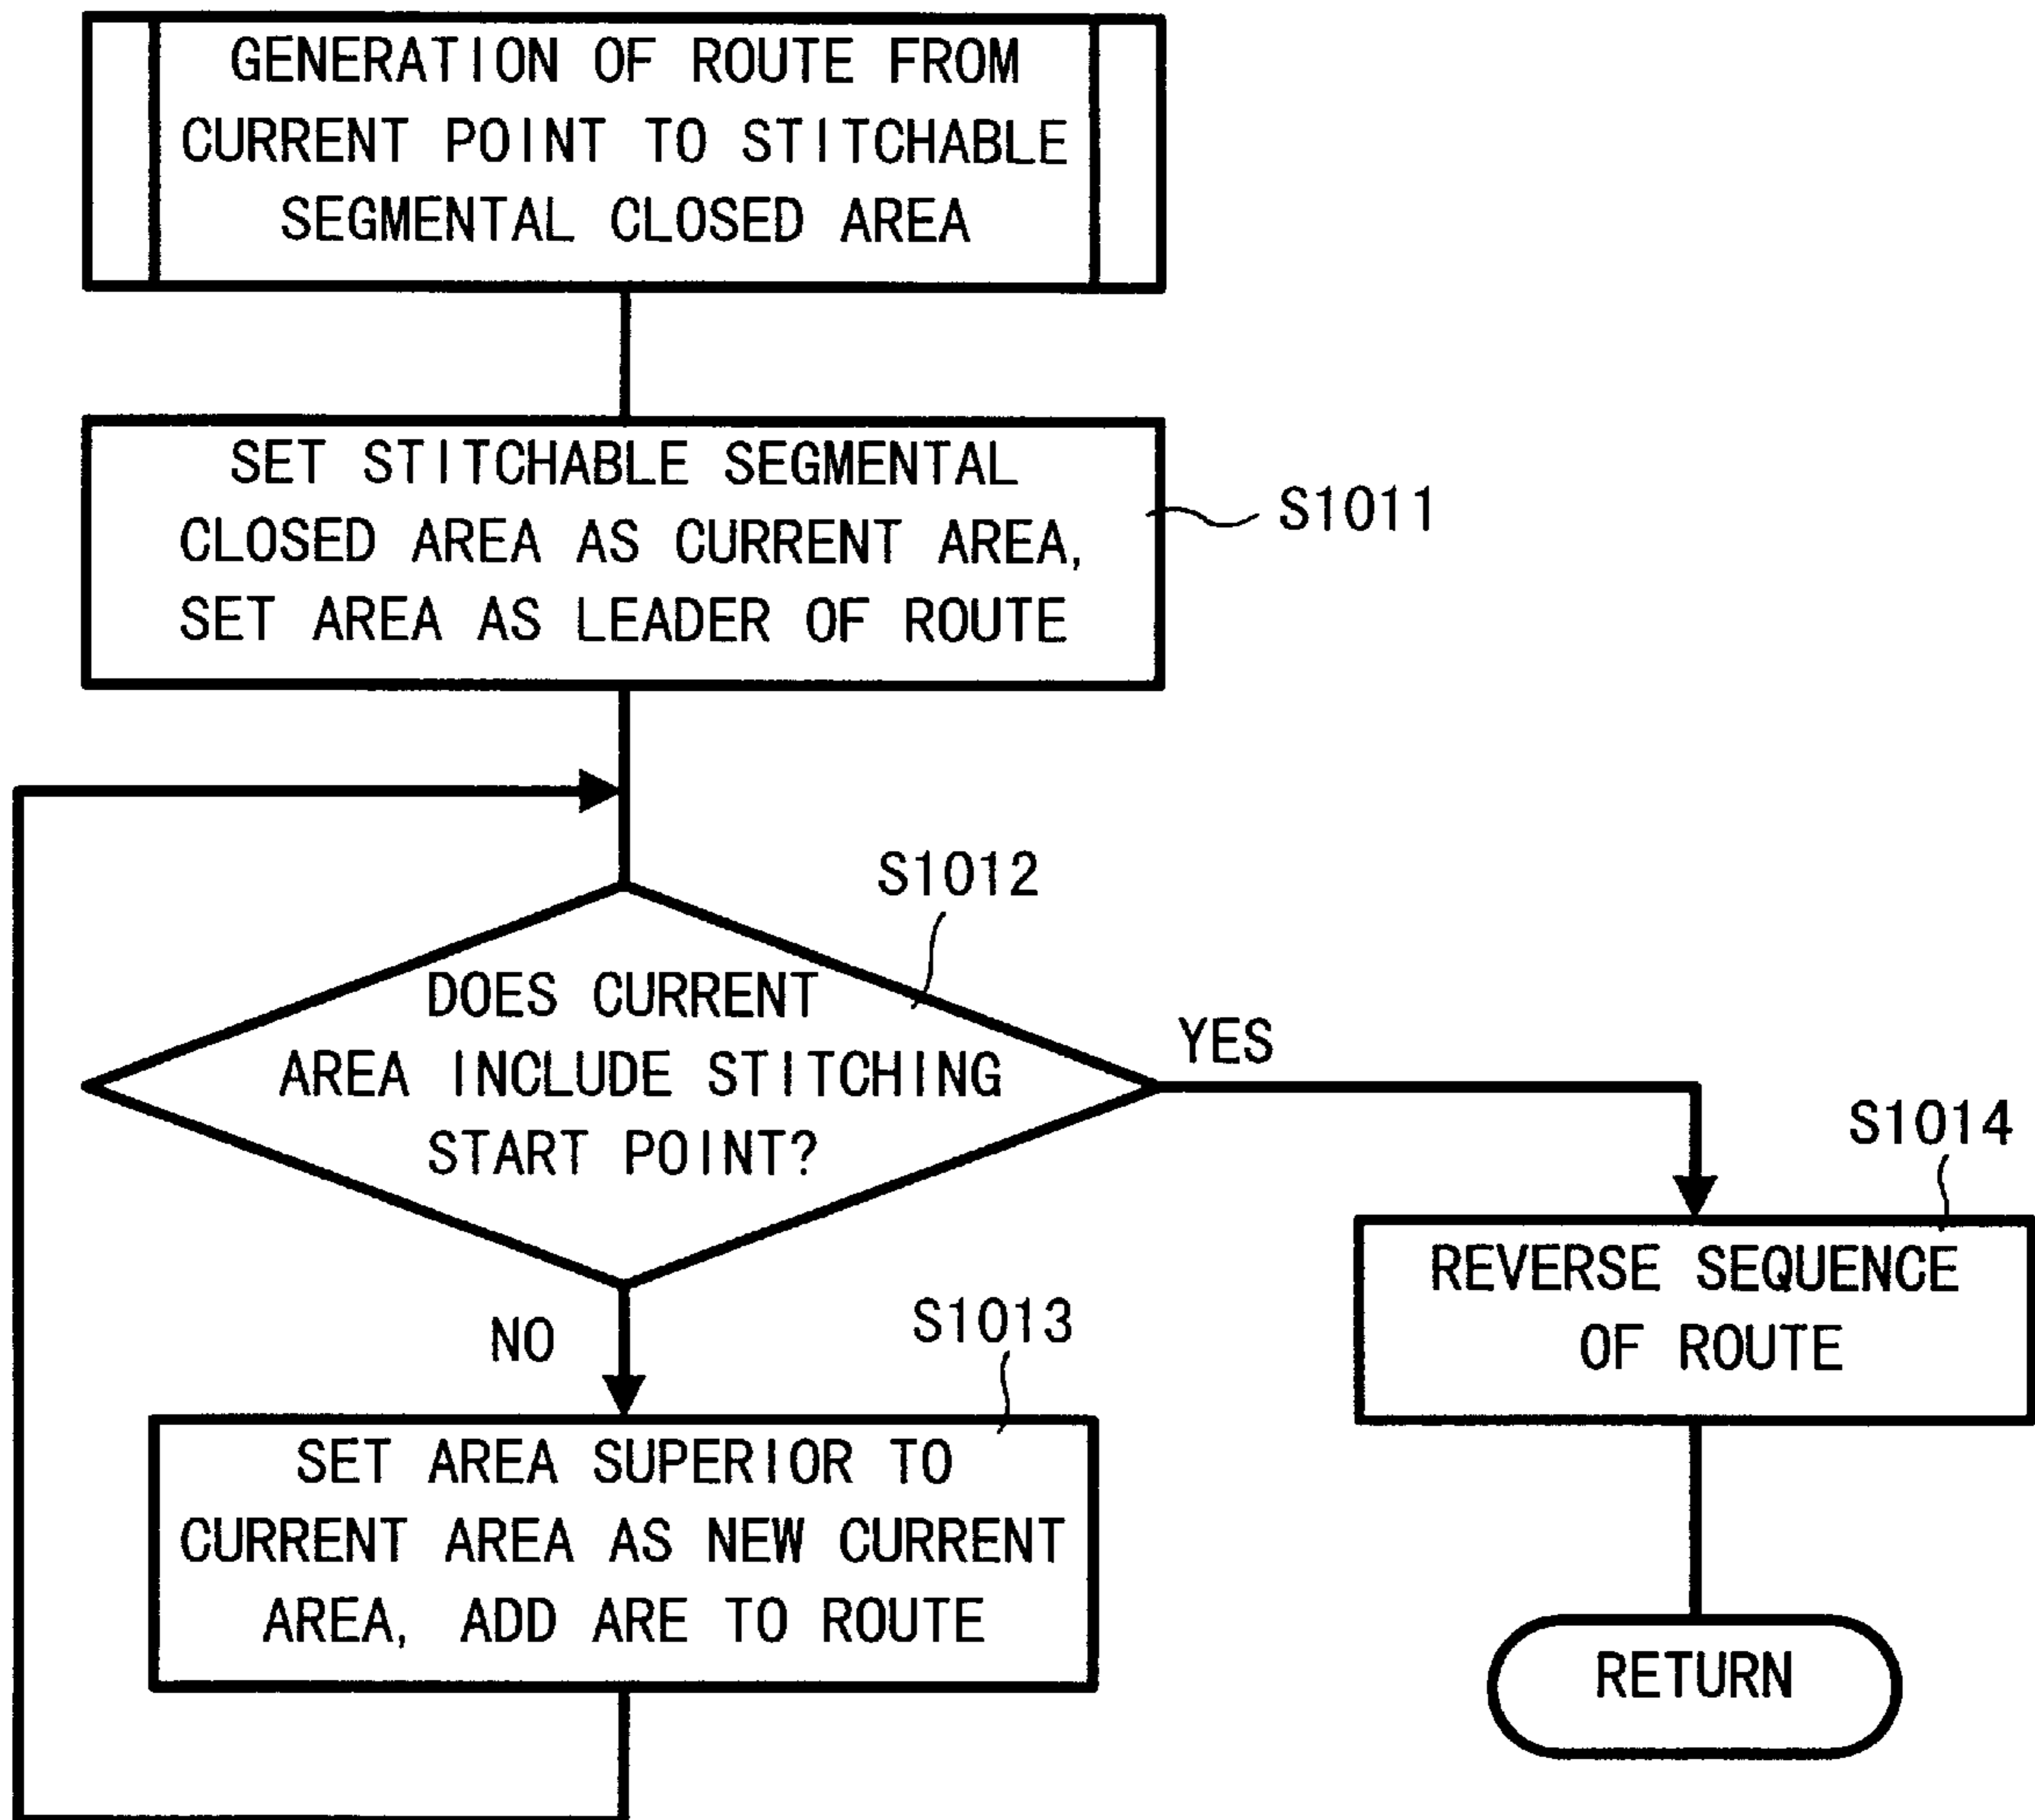 GENERATION OF ROUTE FROM
CURRENT POINT TO STITCHABLE
SEGMENTAL CLOSED AREA
SET STITCHABLE SEGMENTAL
CLOSED AREA AS CURRENT AREA,
SET AREA AS LEADER OF ROUTE
S1011
S1012
DOES CURRENT
AREA INCLUDE STITCHING
START POINT?
YES
NO
S1013
SET AREA SUPERIOR TO
CURRENT AREA AS NEW CURRENT
AREA, ADD ARE TO ROUTE
S1014
REVERSE SEQUENCE
OF ROUTE
RETURN